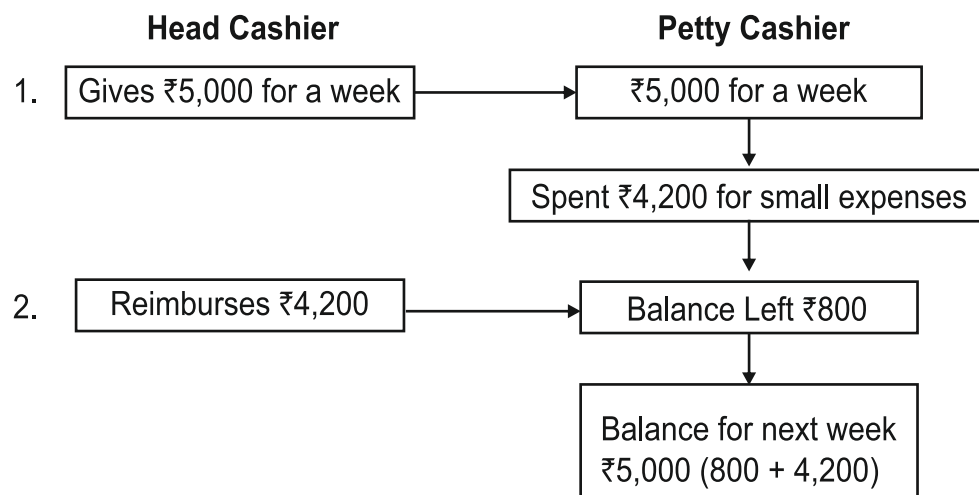 Head Cashier Petty Cashier
1. Gives ₹5,000 for a week ₹5,000 for a week
Spent ₹4,200 for small expenses
2. Reimburses ₹4,200 Balance Left ₹800
Balance for next week
₹5,000 (800 + 4,200)